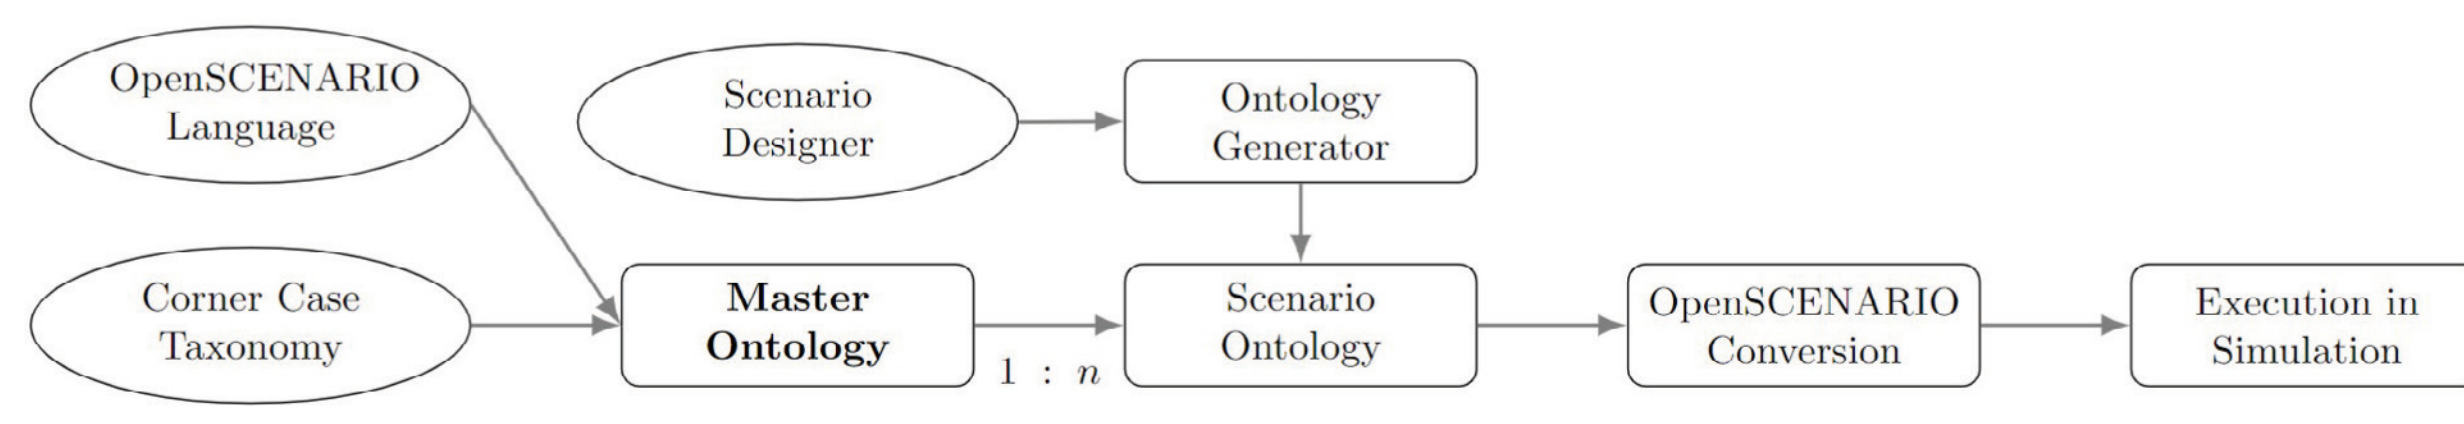 OpenSCENARIO
Language
Scenario
Designer
Ontology
Generator
Corner Case
Taxonomy
Master
Ontology
1 : n
Scenario
Ontology
OpenSCENARIO
Conversion
Execution in
Simulation